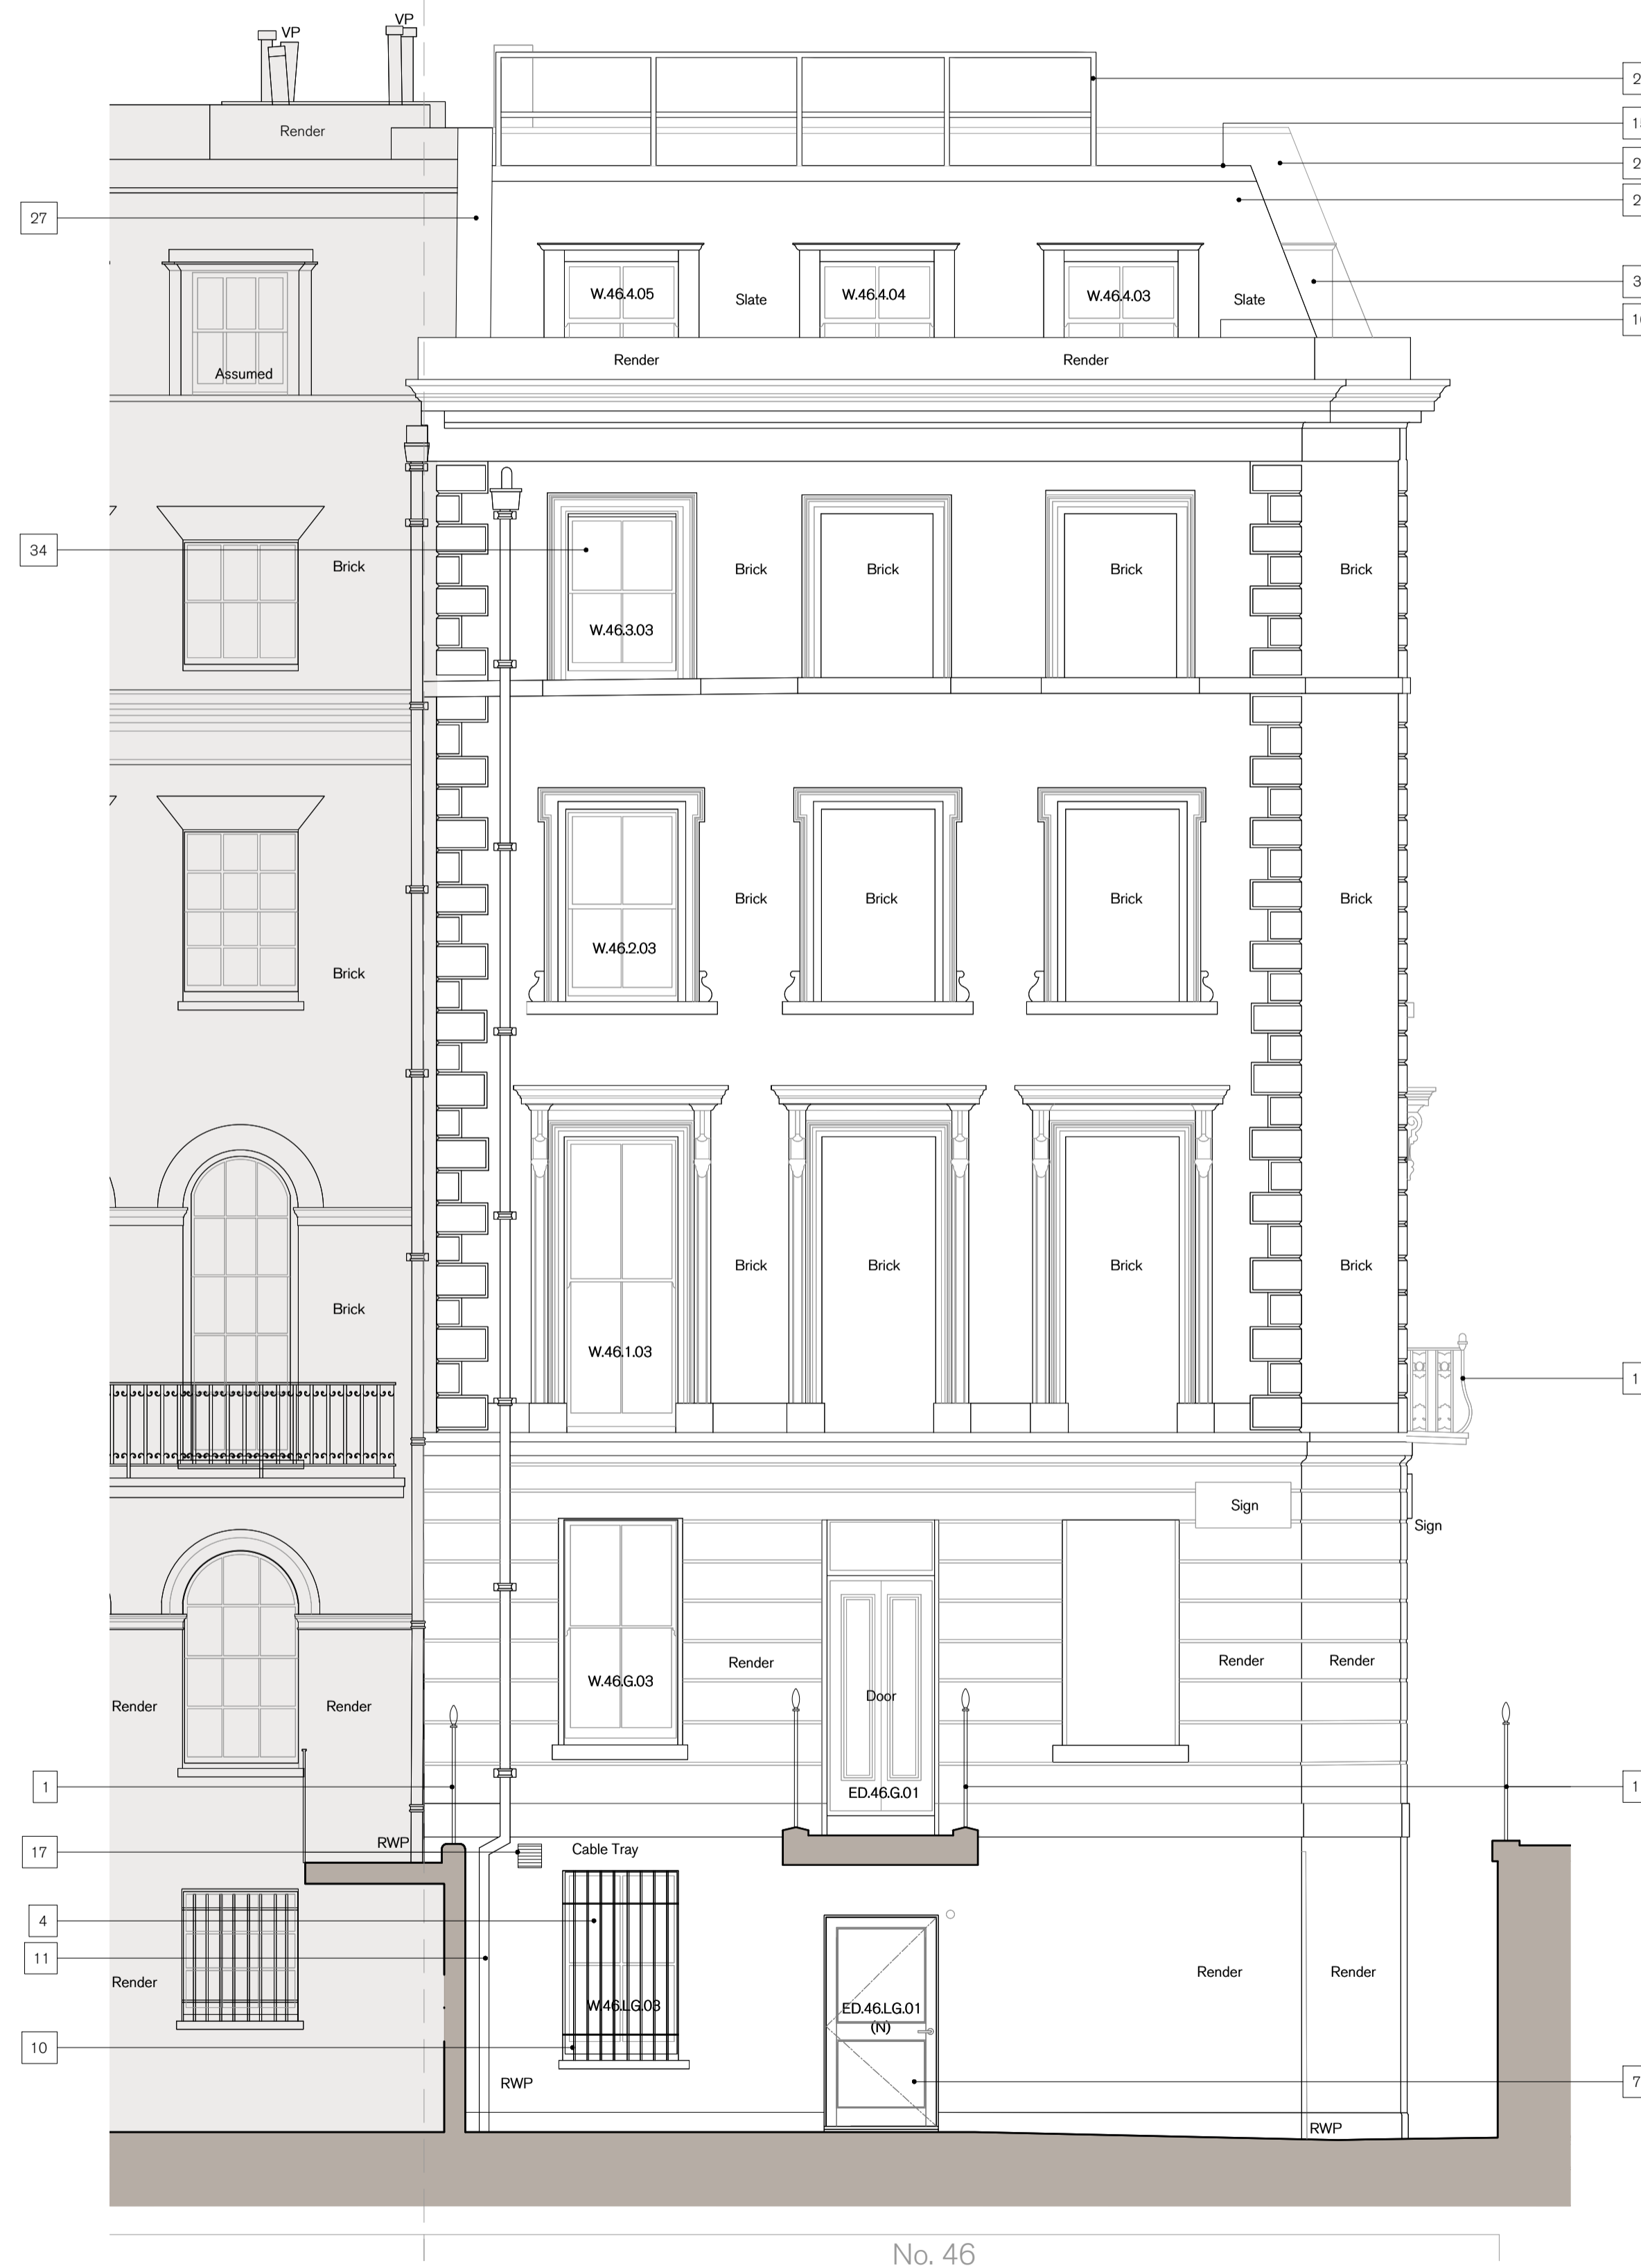 VP
VP
Render
27
W.46.4.05
Slate
W.46.4.04
W.46.4.03
Slate
Assumed
Render
Render
34
Brick
Brick
Brick
Brick
Brick
W.46.3.03
Brick
Brick
Brick
Brick
W.46.2.03
Brick
Brick
Brick
Brick
Brick
Brick
W.46.1.03
Sign
Sign
Render
Render
Render
W.46.G.03
Door
Render
Render
1
ED.46.G.01
RWP
17
Cable Tray
4
11
Render
Render
Render
W.46.LG.03
ED.46.LG.01
(N)
10
RWP
7
RWP
No. 46